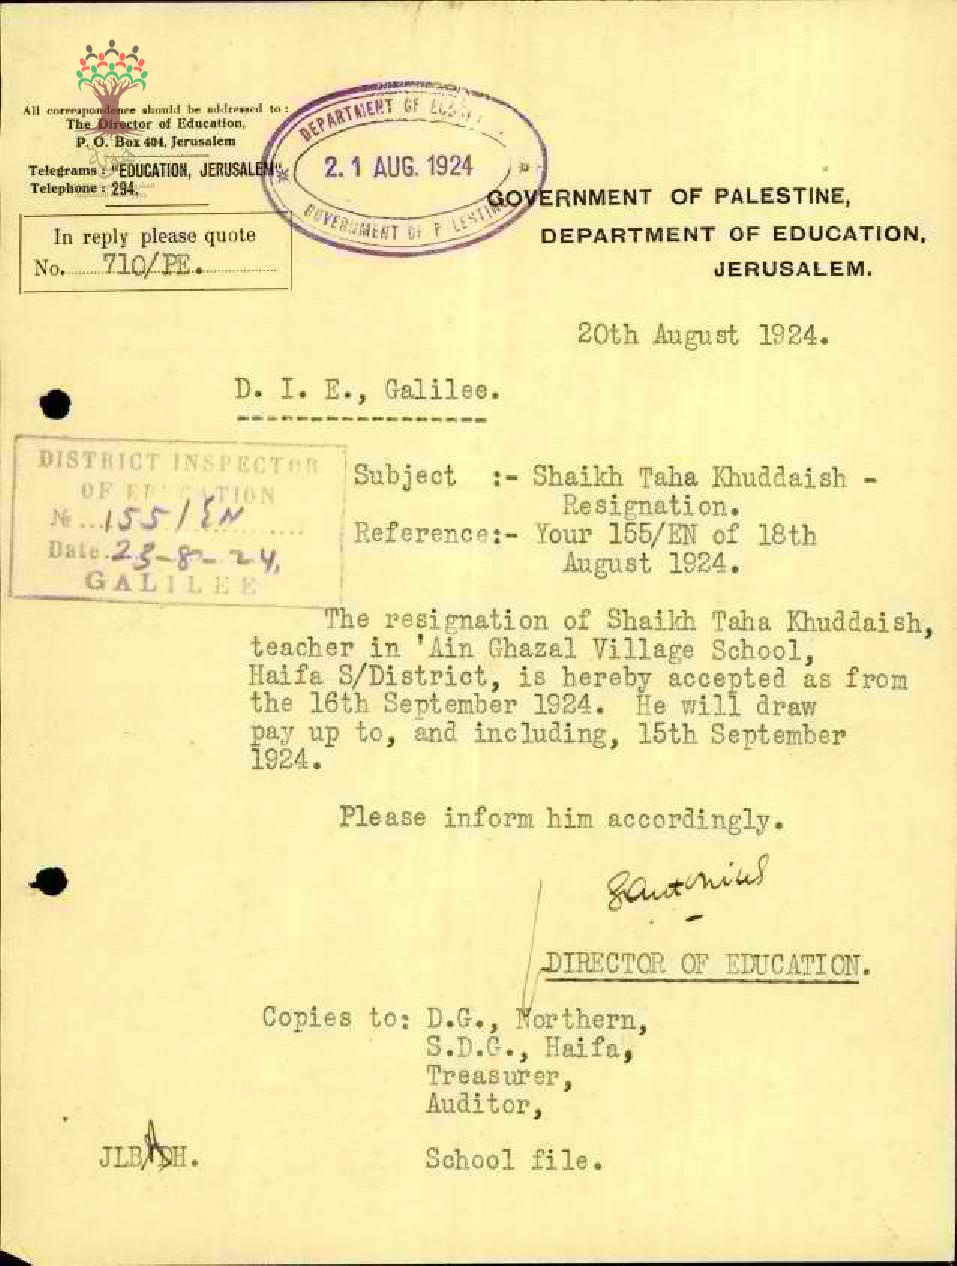 All correspondence should be addressed to:
The Director of Education,
P. O. Box 404, Jerusalem
Telegrams: "EDUCATION, JERUSALEM"
Telephone: 294.
In reply please quote
No. 710/PE.
DEPARTMENT OF
21 AUG. 1924
GOVERNMENT OF P LESTIN
GOVERNMENT OF PALESTINE,
DEPARTMENT OF EDUCATION,
JERUSALEM.
20th August 1924.
D. I. E., Galilee.
DISTRICT INSPECTOR
OF EDUCATION
No 155/EN
Date 23-8-24,
GALILEE
Subject :- Shaikh Taha Khuddaish -
Resignation.
Reference:- Your 155/EN of 18th
August 1924.
The resignation of Shaikh Taha Khuddaish,
teacher in 'Ain Ghazal Village School,
Haifa S/District, is hereby accepted as from
the 16th September 1924. He will draw
pay up to, and including, 15th September
1924.
Please inform him accordingly.
GAntonius
DIRECTOR OF EDUCATION.
Copies to: D.G., Northern,
S.D.G., Haifa,
Treasurer,
Auditor,
JLB/DH. School file.